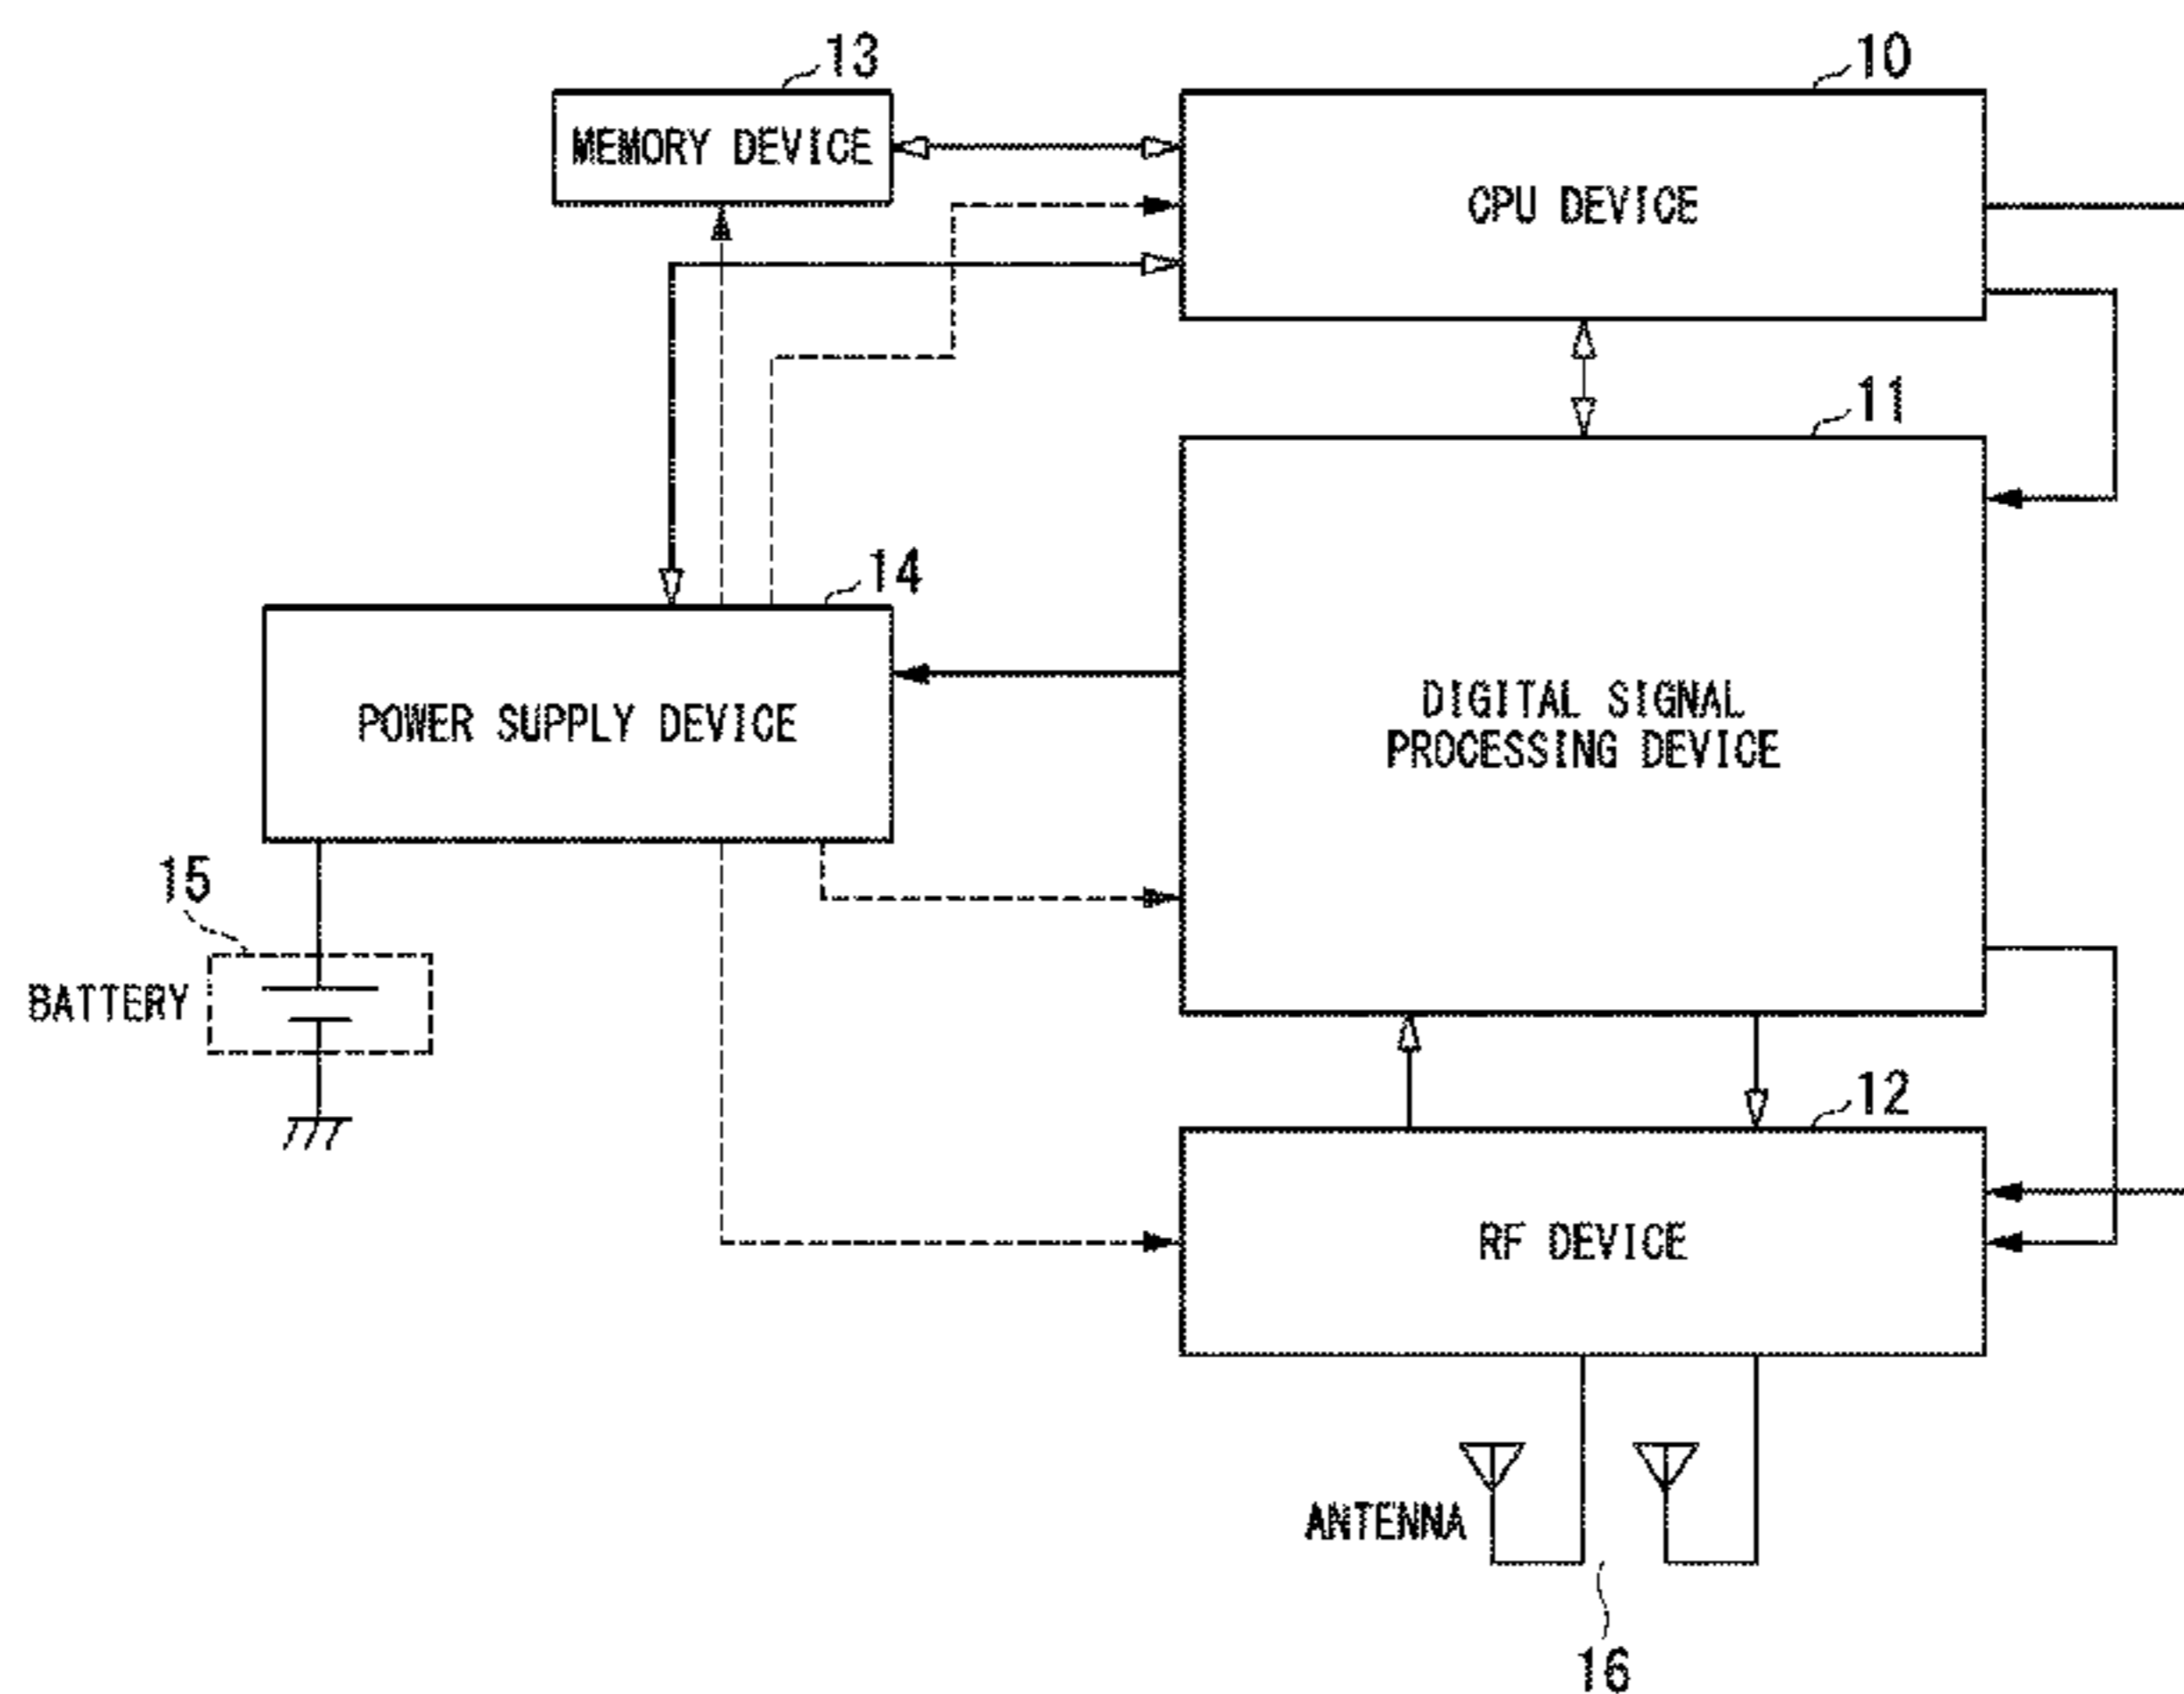 13
10
MEMORY DEVICE
CPU DEVICE
11
14
POWER SUPPLY DEVICE
DIGITAL SIGNAL
PROCESSING DEVICE
15
BATTERY
12
RF DEVICE
ANTENNA
16